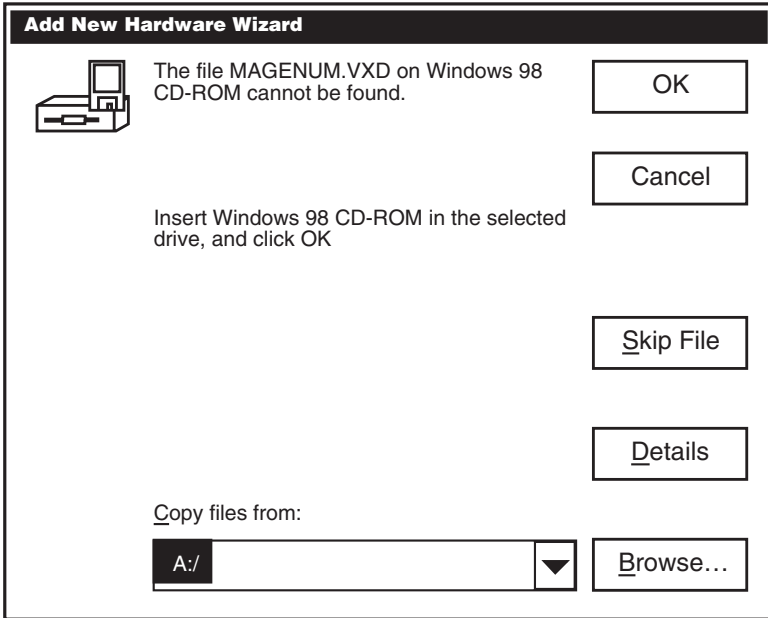 Add New Hardware Wizard
The file MAGENUM.VXD on Windows 98
CD-ROM cannot be found.
OK
Cancel
Insert Windows 98 CD-ROM in the selected
drive, and click OK
Skip File
Details
Copy files from:
A:/
Browse…